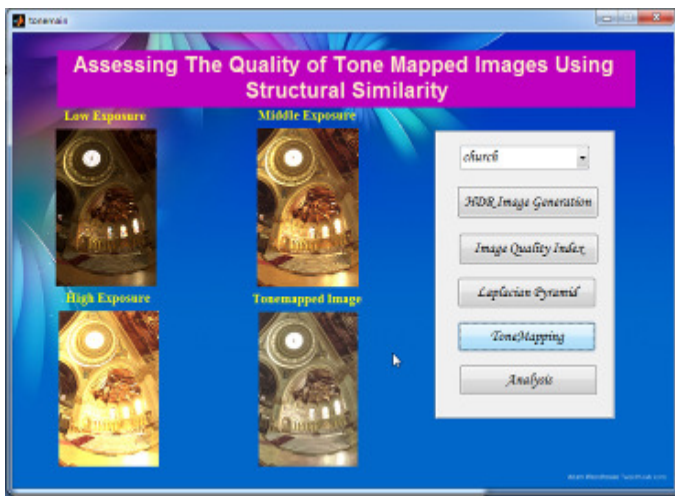 tonemain
Assessing The Quality of Tone Mapped Images Using
Structural Similarity
Low Exposure
Middle Exposure
church
HDR Image Generation
Image Quality Index
Laplacian Pyramid
High Exposure
Tonemapped Image
ToneMapping
Analysis